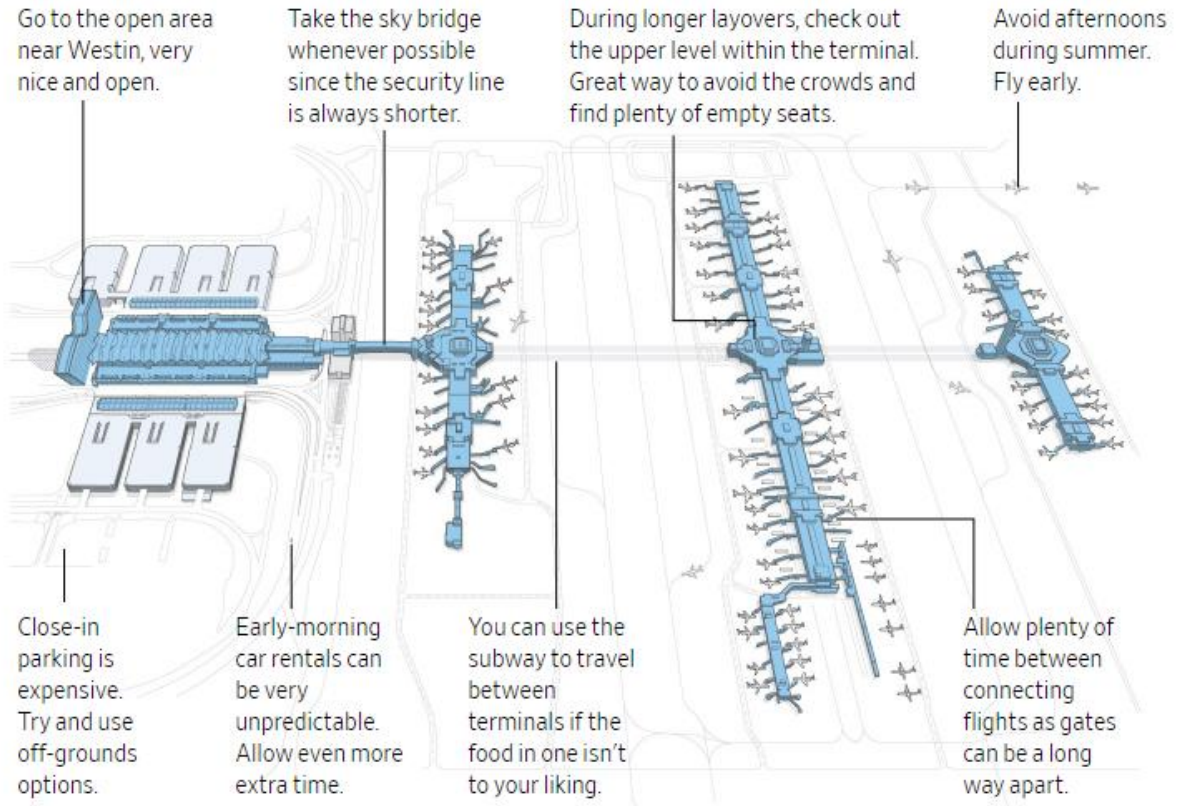 Go to the open area
near Westin, very
nice and open.
Take the sky bridge
whenever possible
since the security line
is always shorter.
During longer layovers, check out
the upper level within the terminal.
Great way to avoid the crowds and
find plenty of empty seats.
Avoid afternoons
during summer.
Fly early.
Close-in
parking is
expensive.
Try and use
off-grounds
options.
Early-morning
car rentals can
be very
unpredictable.
Allow even more
extra time.
You can use the
subway to travel
between
terminals if the
food in one isn’t
to your liking.
Allow plenty of
time between
connecting
flights as gates
can be a long
way apart.